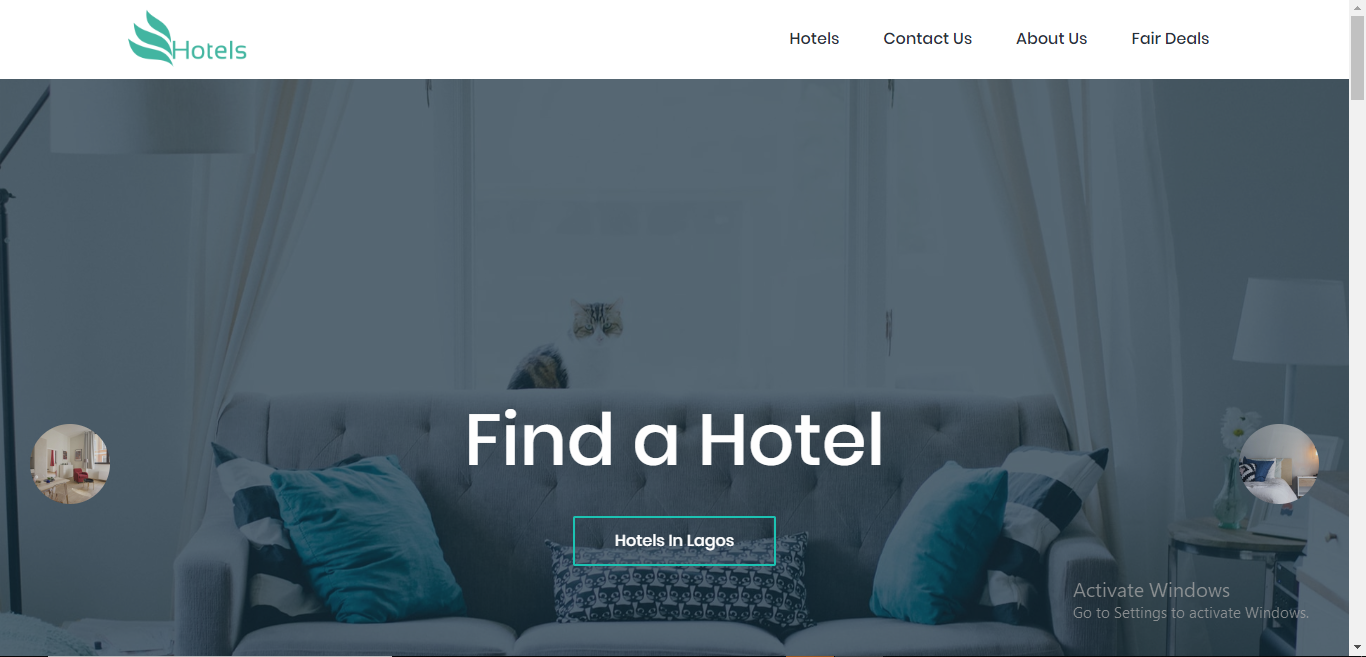 Hotels
Hotels
Contact Us
About Us
Fair Deals
Find a Hotel
Hotels In Lagos
Activate Windows
Go to Settings to activate Windows.